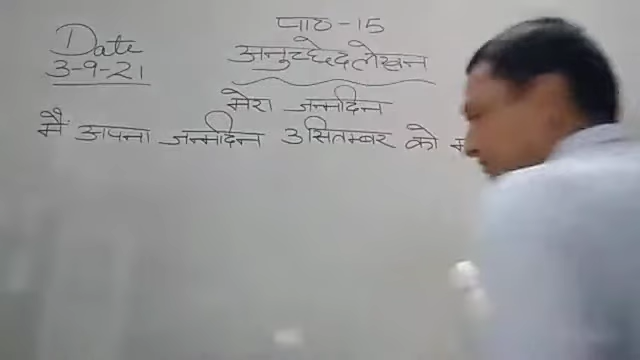 पाठ-15
Date
3-9-21
अनुच्छेदलेखन
मेरा जन्मदिन
मैं अपना जन्मदिन 3 सितम्बर को म